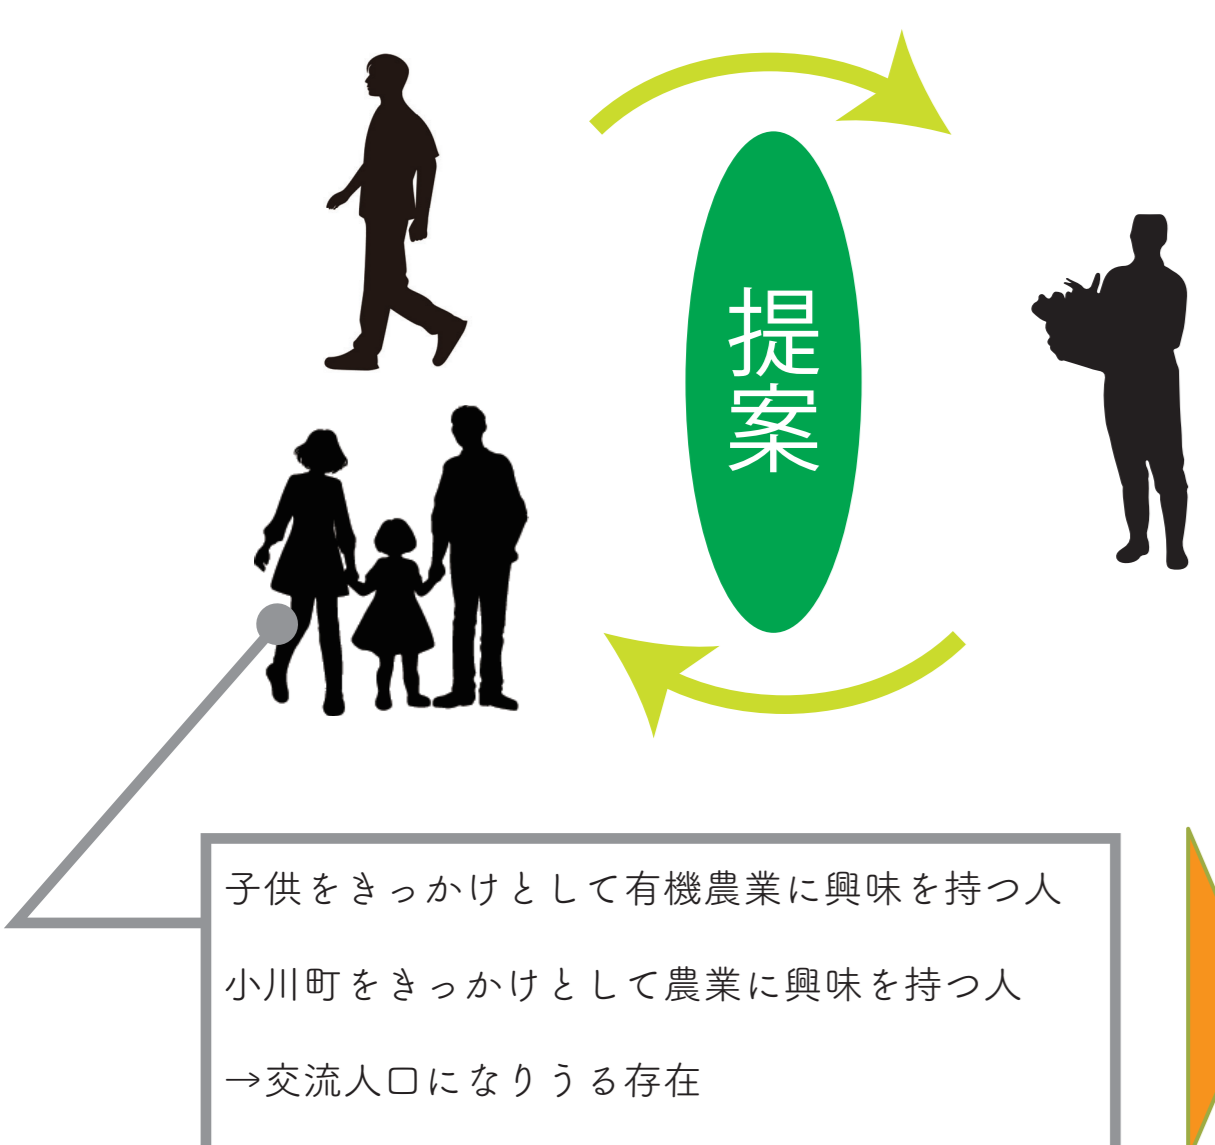 提案
子供をきっかけとして有機農業に興味を持つ人
小川町をきっかけとして農業に興味を持つ人
→交流人口になりうる存在